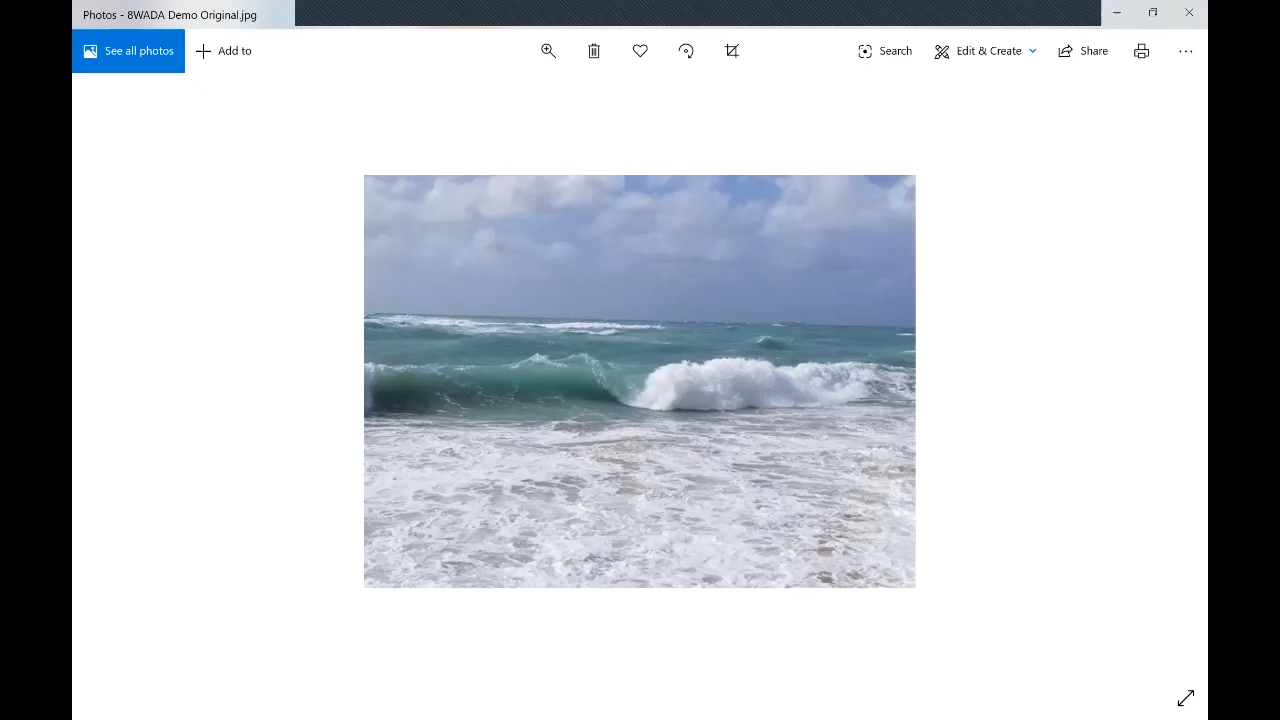 Photos - 8WADA Demo Original.jpg
See all photos
Add to
Search
Edit & Create
Share